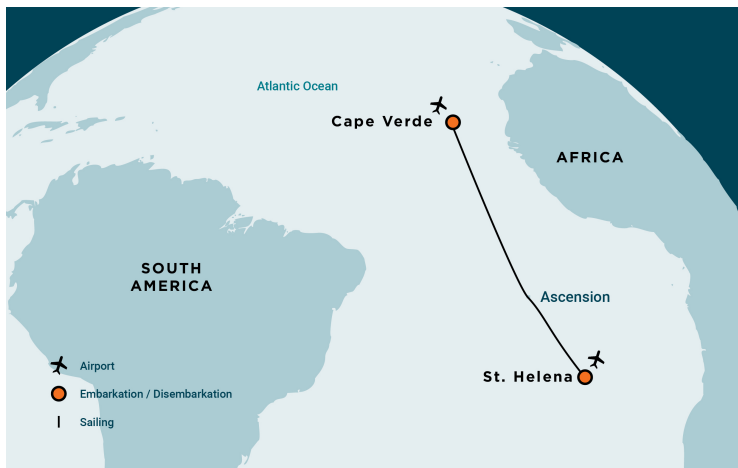 Atlantic Ocean
Cape Verde
AFRICA
SOUTH
AMERICA
Ascension
St. Helena
Airport
Embarkation / Disembarkation
Sailing